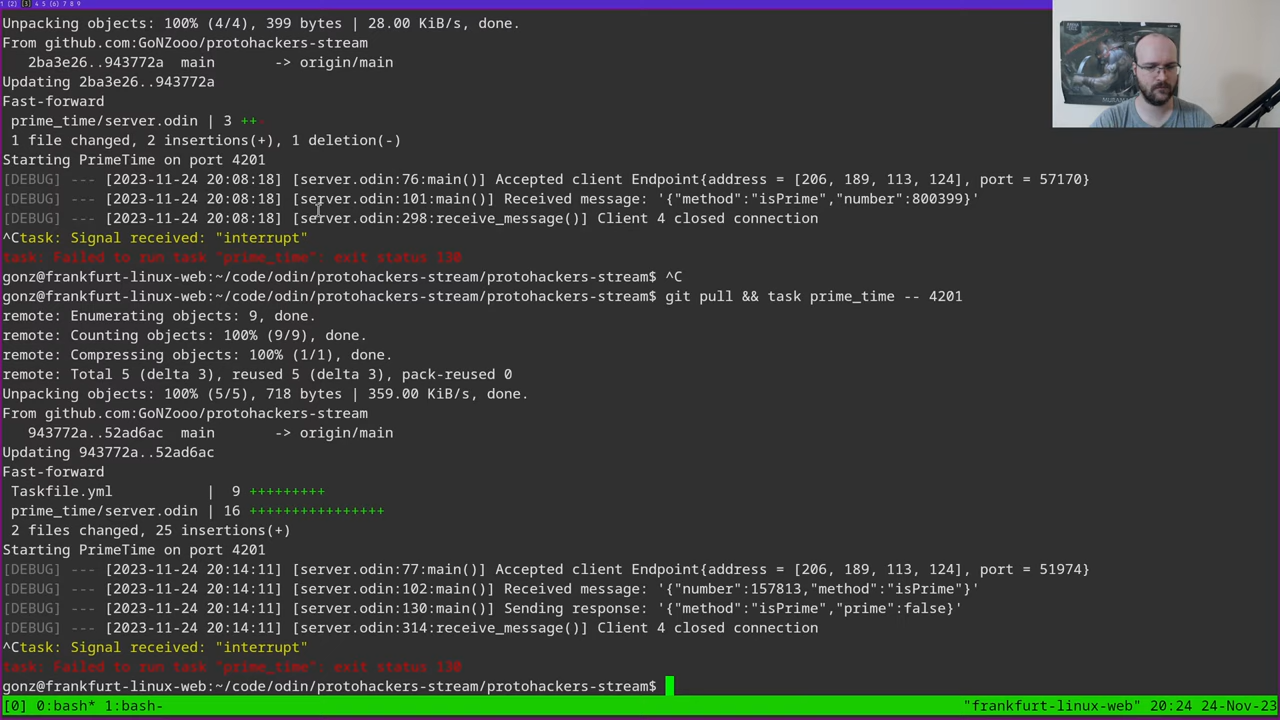 1 (2) [3] 4 5 (6) 7 8 9
Unpacking objects: 100% (4/4), 399 bytes | 28.00 KiB/s, done.
From github.com:GoNZooo/protohackers-stream
   2ba3e26..943772a  main       -> origin/main
Updating 2ba3e26..943772a
Fast-forward
 prime_time/server.odin | 3 ++
 1 file changed, 2 insertions(+), 1 deletion(-)
Starting PrimeTime on port 4201
[DEBUG] --- [2023-11-24 20:08:18] [server.odin:76:main()] Accepted client Endpoint{address = [206, 189, 113, 124], port = 57170}
[DEBUG] --- [2023-11-24 20:08:18] [server.odin:101:main()] Received message: '{"method":"isPrime","number":800399}'
[DEBUG] --- [2023-11-24 20:08:18] [server.odin:298:receive_message()] Client 4 closed connection
^Ctask: Signal received: "interrupt"
task: Failed to run task "prime_time": exit status 130
gonz@frankfurt-linux-web:~/code/odin/protohackers-stream/protohackers-stream$ ^C
gonz@frankfurt-linux-web:~/code/odin/protohackers-stream/protohackers-stream$ git pull && task prime_time -- 4201
remote: Enumerating objects: 9, done.
remote: Counting objects: 100% (9/9), done.
remote: Compressing objects: 100% (1/1), done.
remote: Total 5 (delta 3), reused 5 (delta 3), pack-reused 0
Unpacking objects: 100% (5/5), 718 bytes | 359.00 KiB/s, done.
From github.com:GoNZooo/protohackers-stream
   943772a..52ad6ac  main       -> origin/main
Updating 943772a..52ad6ac
Fast-forward
 Taskfile.yml           |  9 +++++++++
 prime_time/server.odin | 16 ++++++++++++++++
 2 files changed, 25 insertions(+)
Starting PrimeTime on port 4201
[DEBUG] --- [2023-11-24 20:14:11] [server.odin:77:main()] Accepted client Endpoint{address = [206, 189, 113, 124], port = 51974}
[DEBUG] --- [2023-11-24 20:14:11] [server.odin:102:main()] Received message: '{"number":157813,"method":"isPrime"}'
[DEBUG] --- [2023-11-24 20:14:11] [server.odin:130:main()] Sending response: '{"method":"isPrime","prime":false}'
[DEBUG] --- [2023-11-24 20:14:11] [server.odin:314:receive_message()] Client 4 closed connection
^Ctask: Signal received: "interrupt"
task: Failed to run task "prime_time": exit status 130
gonz@frankfurt-linux-web:~/code/odin/protohackers-stream/protohackers-stream$
[0] 0:bash* 1:bash- "frankfurt-linux-web" 20:24 24-Nov-23